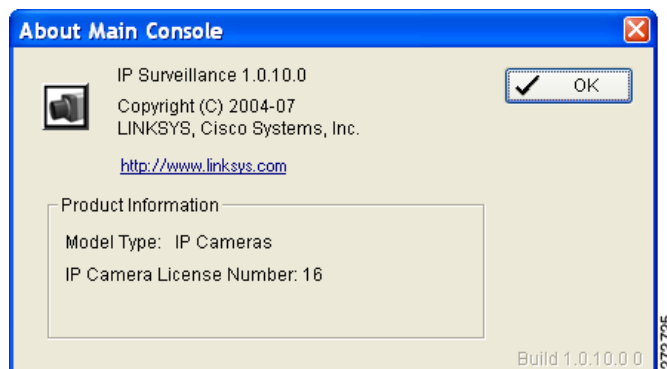 About Main Console
IP Surveillance 1.0.10.0
OK
Copyright (C) 2004-07
LINKSYS, Cisco Systems, Inc.
http://www.linksys.com
Product Information
Model Type: IP Cameras
IP Camera License Number: 16
Build 1.0.10.0 0